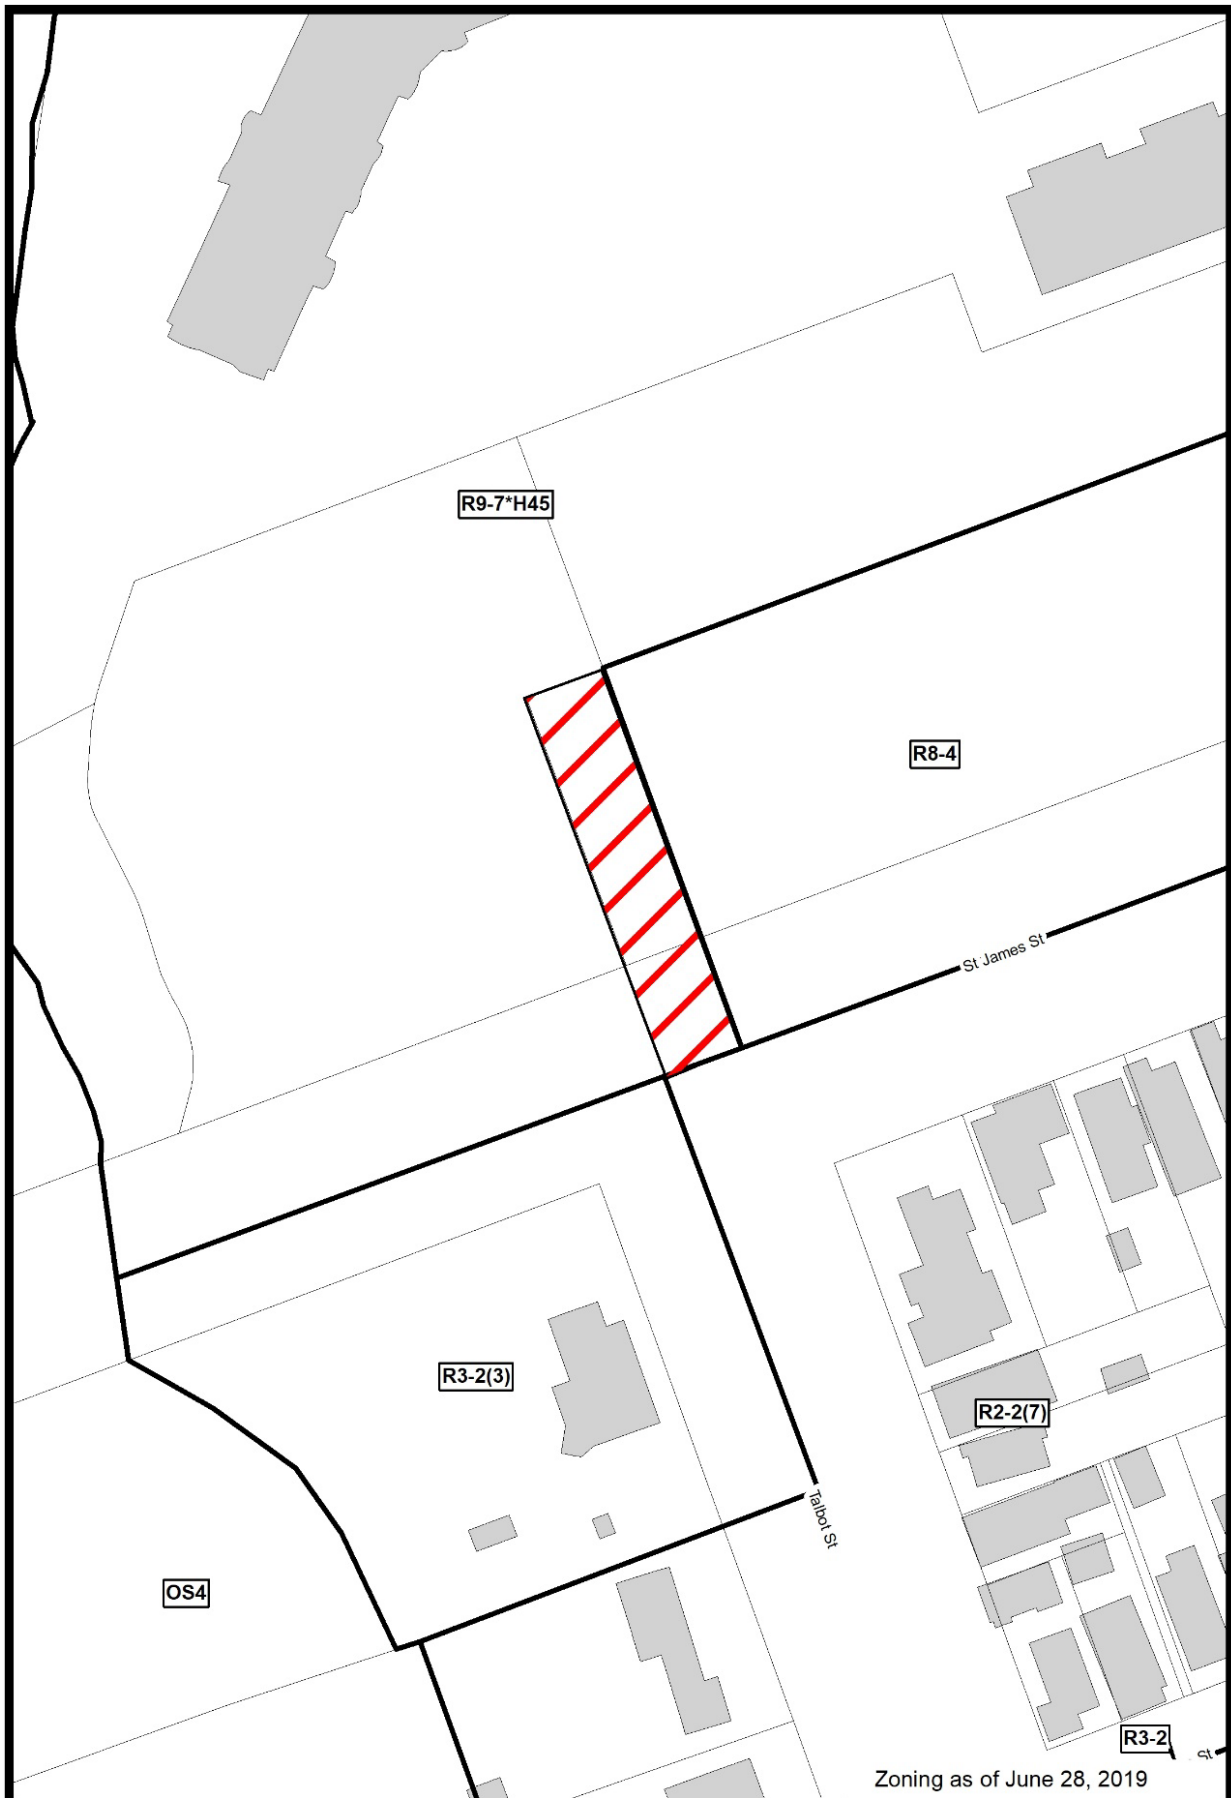 R9-7*H45
R8-4
St James St
R3-2(3)
R2-2(7)
Talbot St
OS4
R3-2
St
Zoning as of June 28, 2019